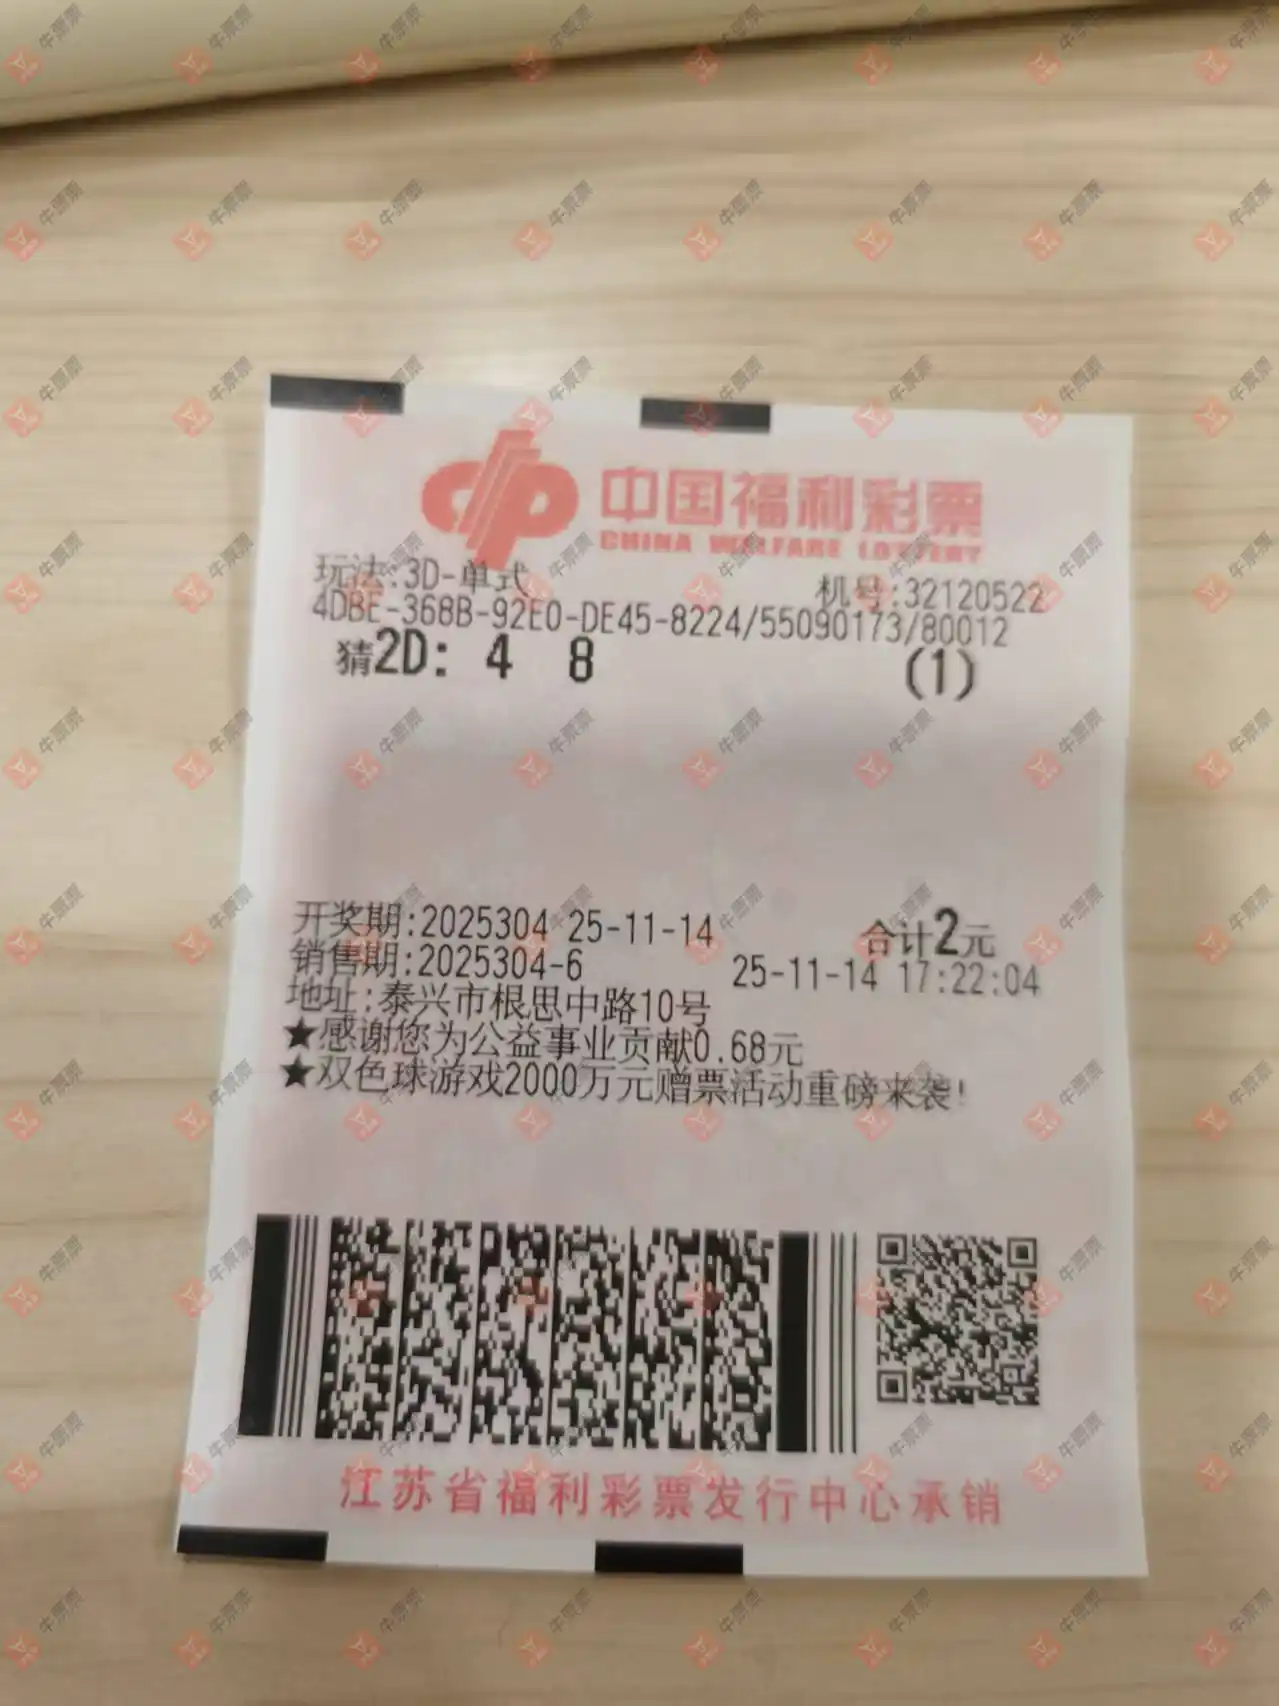 中国福利彩票
CHINA WELFARE LOTTERY
玩法:3D-单式 机号:32120522
4DBE-368B-92E0-DE45-8224/55090173/80012
猜2D: 4 8 (1)
开奖期:2025304 25-11-14 合计2元
销售期:2025304-6 25-11-14 17:22:04
地址:泰兴市根思中路10号
★感谢您为公益事业贡献0.68元
★双色球游戏2000万元赠票活动重磅来袭!
江苏省福利彩票发行中心承销
牛票票